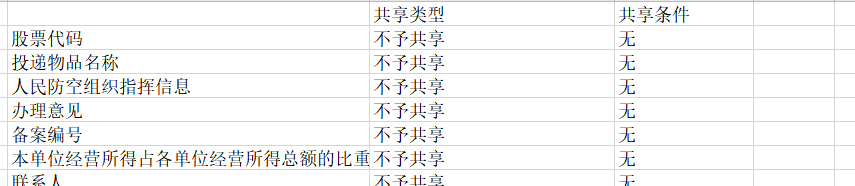 共享类型 共享条件
股票代码 不予共享 无
投递物品名称 不予共享 无
人民防空组织指挥信息 不予共享 无
办理意见 不予共享 无
备案编号 不予共享 无
本单位经营所得占各单位经营所得总额的比重 不予共享 无
联系人 不予共享 无